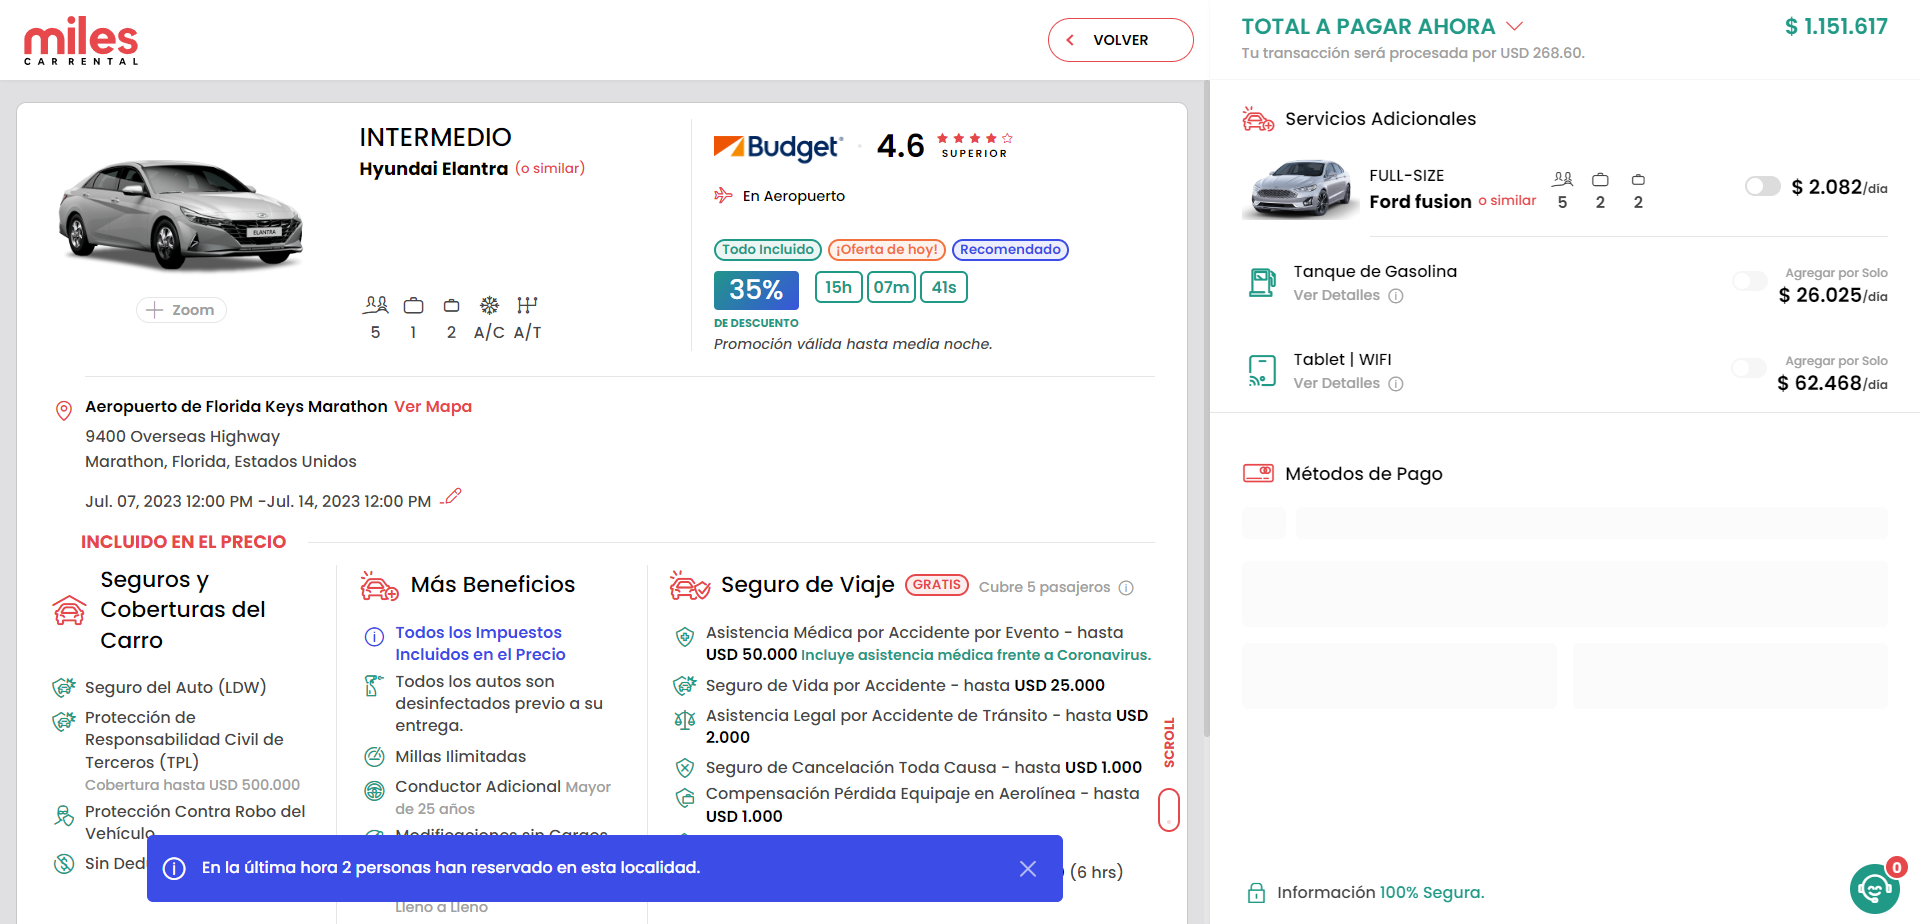 miles
CAR RENTAL
VOLVER
INTERMEDIO
Hyundai Elantra (o similar)
ELANTRA
Zoom
5 1 2 A/C A/T
Budget 4.6
SUPERIOR
En Aeropuerto
Todo Incluido ¡Oferta de hoy! Recomendado
35% 15h 07m 41s
DE DESCUENTO
Promoción válida hasta media noche.
Aeropuerto de Florida Keys Marathon Ver Mapa
9400 Overseas Highway
Marathon, Florida, Estados Unidos
Jul. 07, 2023 12:00 PM -Jul. 14, 2023 12:00 PM
INCLUIDO EN EL PRECIO
Seguros y
Coberturas del
Carro
Seguro del Auto (LDW)
Protección de
Responsabilidad Civil de
Terceros (TPL)
Cobertura hasta USD 500.000
Protección Contra Robo del
Vehículo
Sin Ded
Más Beneficios
Todos los Impuestos
Incluidos en el Precio
Todos los autos son
desinfectados previo a su
entrega.
Millas Ilimitadas
Conductor Adicional Mayor
de 25 años
Modificaciones sin Cargos
Lleno a Lleno
Seguro de Viaje GRATIS Cubre 5 pasajeros
Asistencia Médica por Accidente por Evento - hasta
USD 50.000 Incluye asistencia médica frente a Coronavirus.
Seguro de Vida por Accidente - hasta USD 25.000
Asistencia Legal por Accidente de Tránsito - hasta USD
2.000
Seguro de Cancelación Toda Causa - hasta USD 1.000
Compensación Pérdida Equipaje en Aerolínea - hasta
USD 1.000
(6 hrs)
SCROLL
En la última hora 2 personas han reservado en esta localidad.
TOTAL A PAGAR AHORA $ 1.151.617
Tu transacción será procesada por USD 268.60.
Servicios Adicionales
FULL-SIZE
Ford fusion o similar 5 2 2
$ 2.082/día
Tanque de Gasolina
Ver Detalles
Agregar por Solo
$ 26.025/día
Tablet | WIFI
Ver Detalles
Agregar por Solo
$ 62.468/día
Métodos de Pago
Información 100% Segura.
0